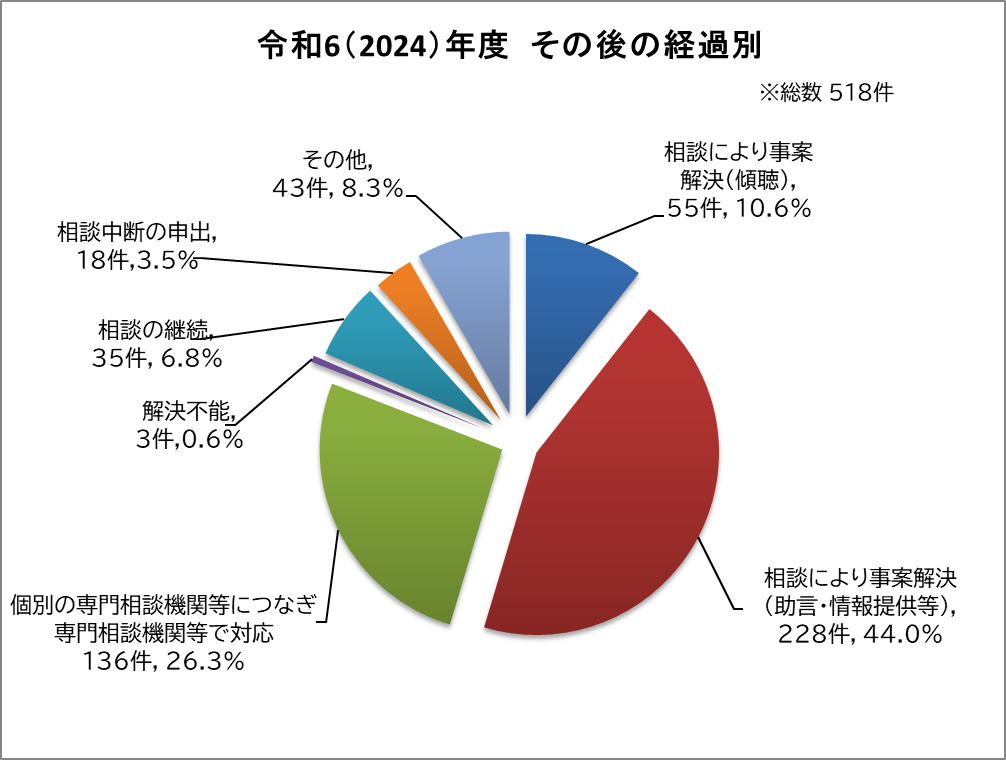 令和6（2024）年度　その後の経過別
※総数 518件
相談により事案
解決（傾聴）,
55件, 10.6%
その他,
43件, 8.3%
相談中断の申出,
18件,3.5%
相談の継続,
35件, 6.8%
解決不能,
3件,0.6%
個別の専門相談機関等につなぎ
専門相談機関等で対応
136件, 26.3%
相談により事案解決
（助言・情報提供等）,
228件, 44.0%